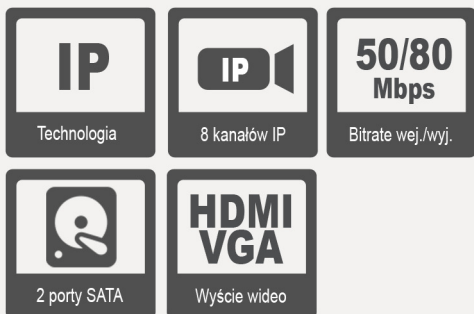 IP
Technologia
IP
8 kanałów IP
50/80
Mbps
Bitrate wej./wyj.
2 porty SATA
HDMI
VGA
Wyście wideo